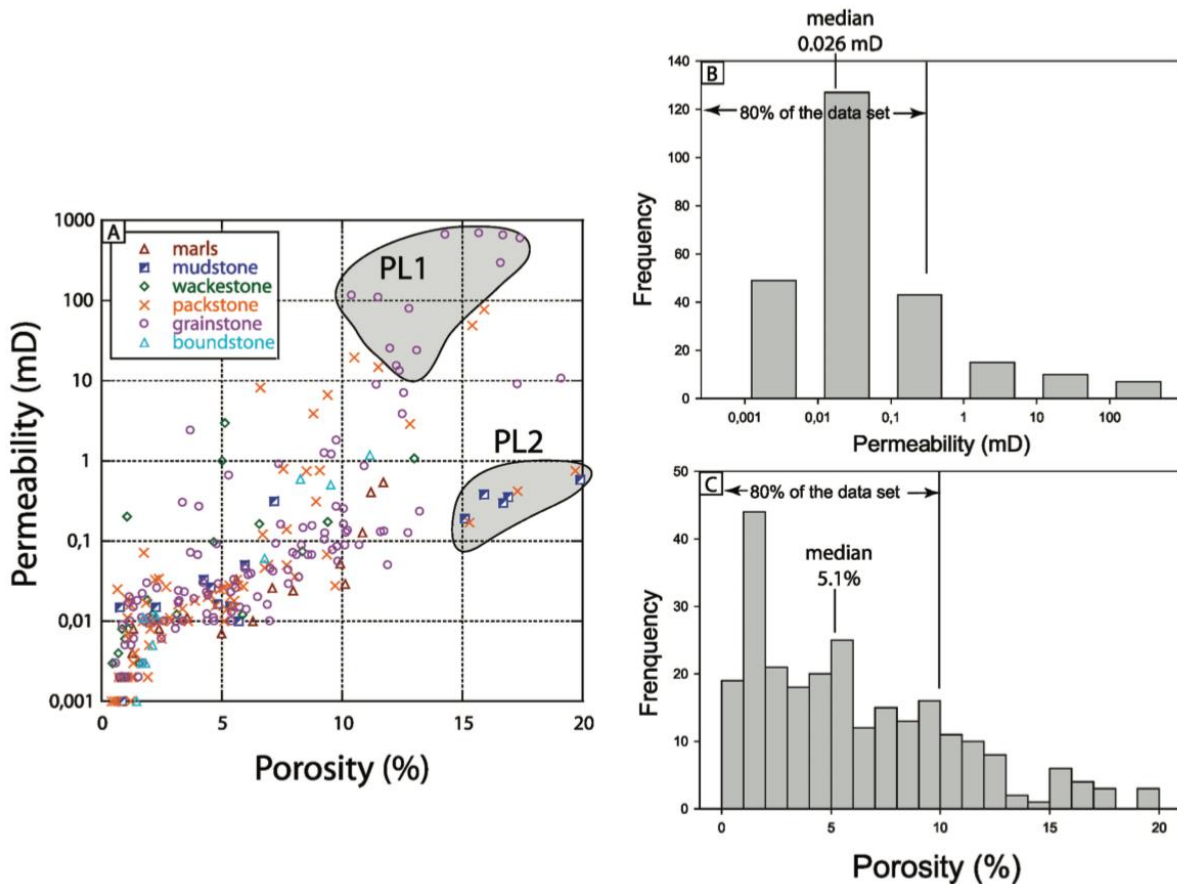 A
1000
100
10
1
0,1
0,01
0,001
Permeability (mD)
marls
mudstone
wackestone
packstone
grainstone
boundstone
PL1
PL2
0
5
10
15
20
Porosity (%)
median
0.026 mD
B
80% of the data set
140
120
100
80
60
40
20
0
Frequency
0,001
0,01
0,1
1
10
100
Permeability (mD)
C
80% of the data set
median
5.1%
50
40
30
20
10
0
Frenquency
0
5
10
15
20
Porosity (%)